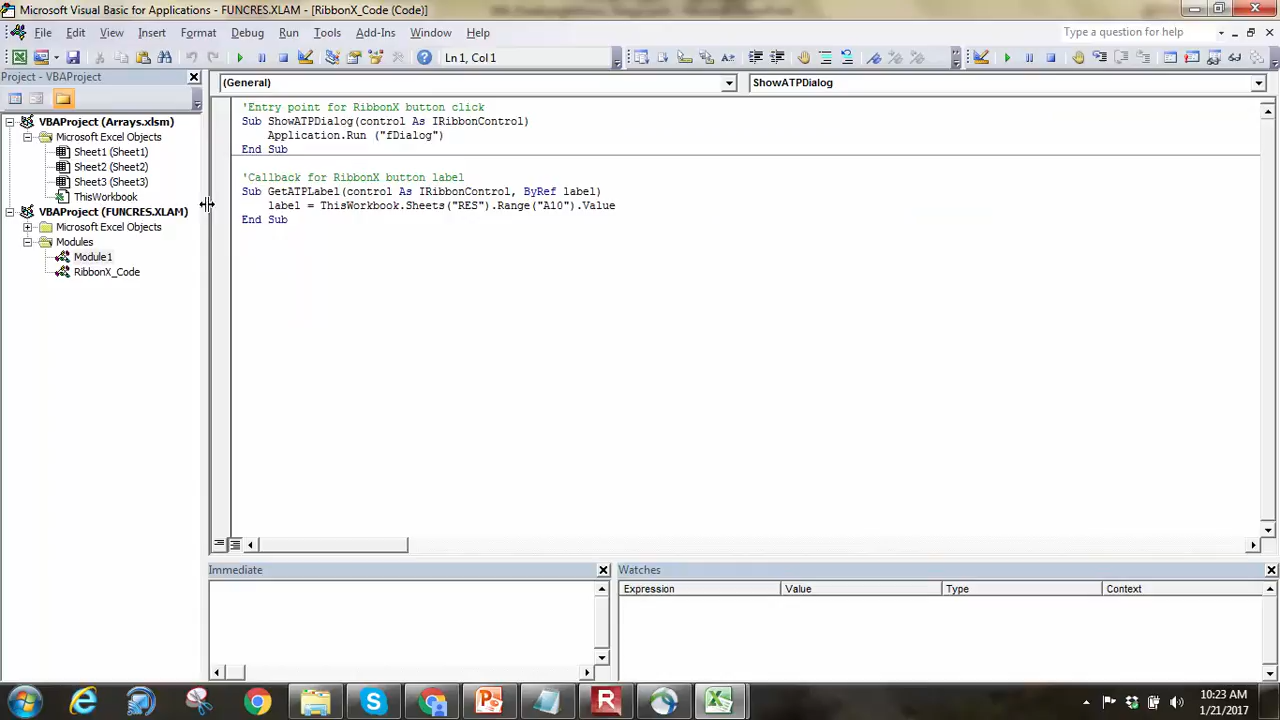 Microsoft Visual Basic for Applications - FUNCRES.XLAM - [RibbonX_Code (Code)]
File Edit View Insert Format Debug Run Tools Add-Ins Window Help
Type a question for help
Ln 1, Col 1
Project - VBAProject
(General)
ShowATPDialog
VBAProject (Arrays.xlsm)
Microsoft Excel Objects
Sheet1 (Sheet1)
Sheet2 (Sheet2)
Sheet3 (Sheet3)
ThisWorkbook
VBAProject (FUNCRES.XLAM)
Microsoft Excel Objects
Modules
Module1
RibbonX_Code
'Entry point for RibbonX button click
Sub ShowATPDialog(control As IRibbonControl)
Application.Run ("fDialog")
End Sub
'Callback for RibbonX button label
Sub GetATPLabel(control As IRibbonControl, ByRef label)
label = ThisWorkbook.Sheets("RES").Range("A10").Value
End Sub
Immediate
Watches
Expression Value Type Context
10:23 AM
1/21/2017